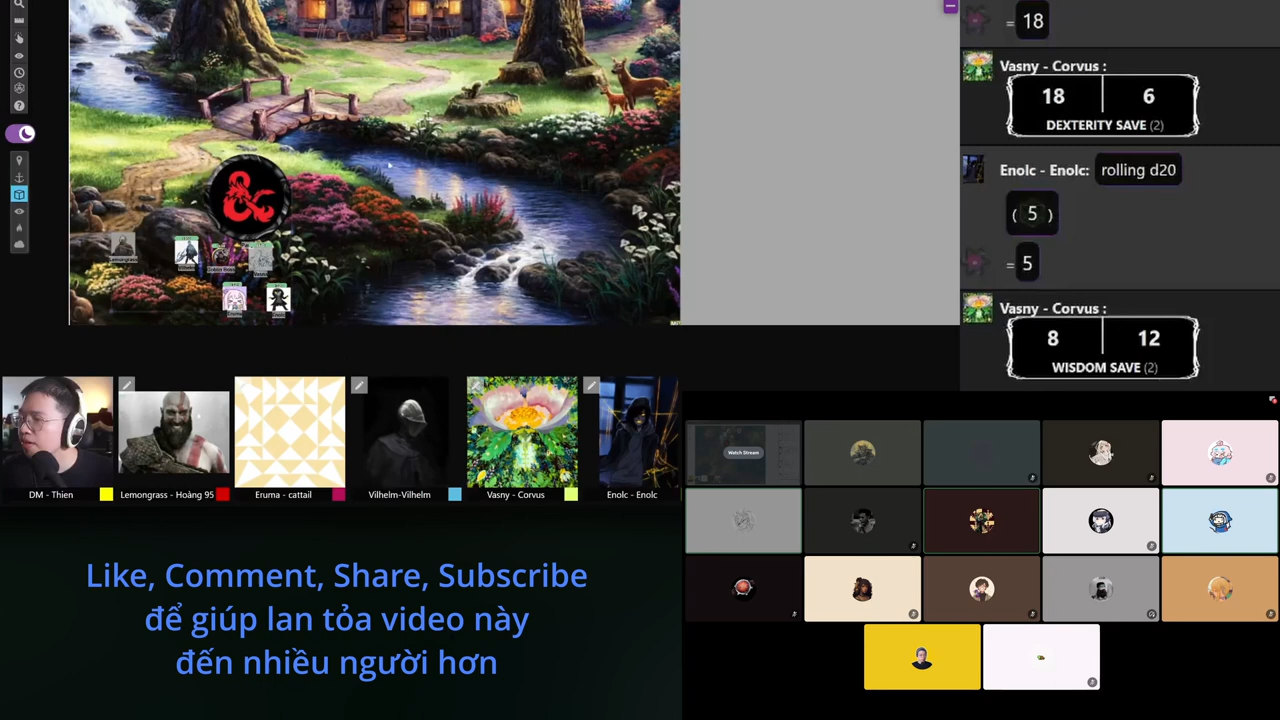 = 18
Vasny - Corvus :
18 6
DEXTERITY SAVE (2)
Enolc - Enolc: rolling d20
( 5 )
= 5
Vasny - Corvus :
8 12
WISDOM SAVE (2)
DM - Thien
Lemongrass - Hoàng 95
Eruma - cattail
Vilhelm-Vilhelm
Vasny - Corvus
Enolc - Enolc
Watch Stream
Like, Comment, Share, Subscribe
để giúp lan tỏa video này
đến nhiều người hơn